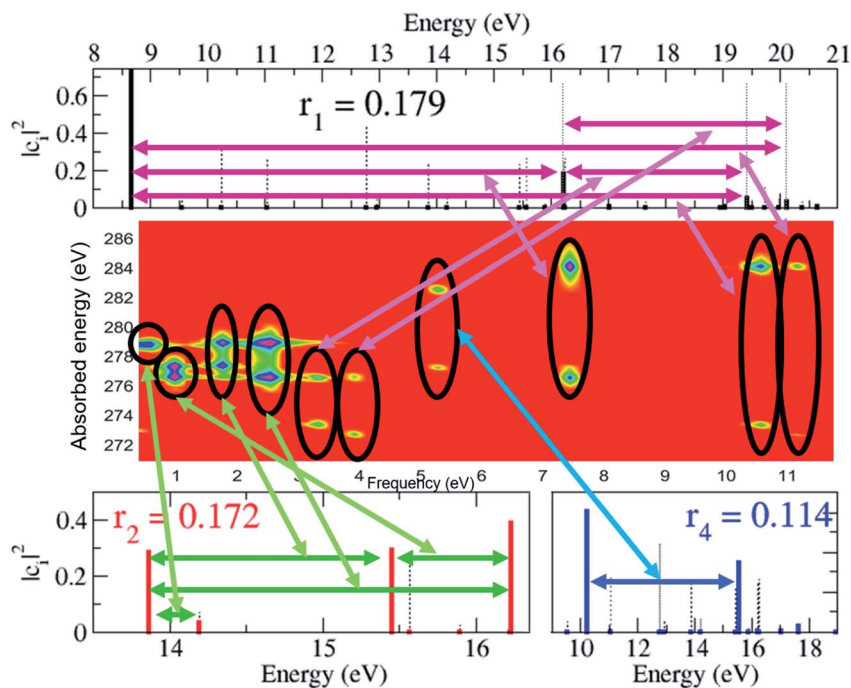 Energy (eV)
8 9 10 11 12 13 14 15 16 17 18 19 20 21
|cᵢ|²
0.6
0.4
0.2
0
r₁ = 0.179
Absorbed energy (eV)
286
284
282
280
278
276
274
272
1 2 3 4 5 6 7 8 9 10 11
Frequency (eV)
|cᵢ|²
0.4
0.2
0
r₂ = 0.172
14 15 16
Energy (eV)
r₄ = 0.114
10 12 14 16 18
Energy (eV)